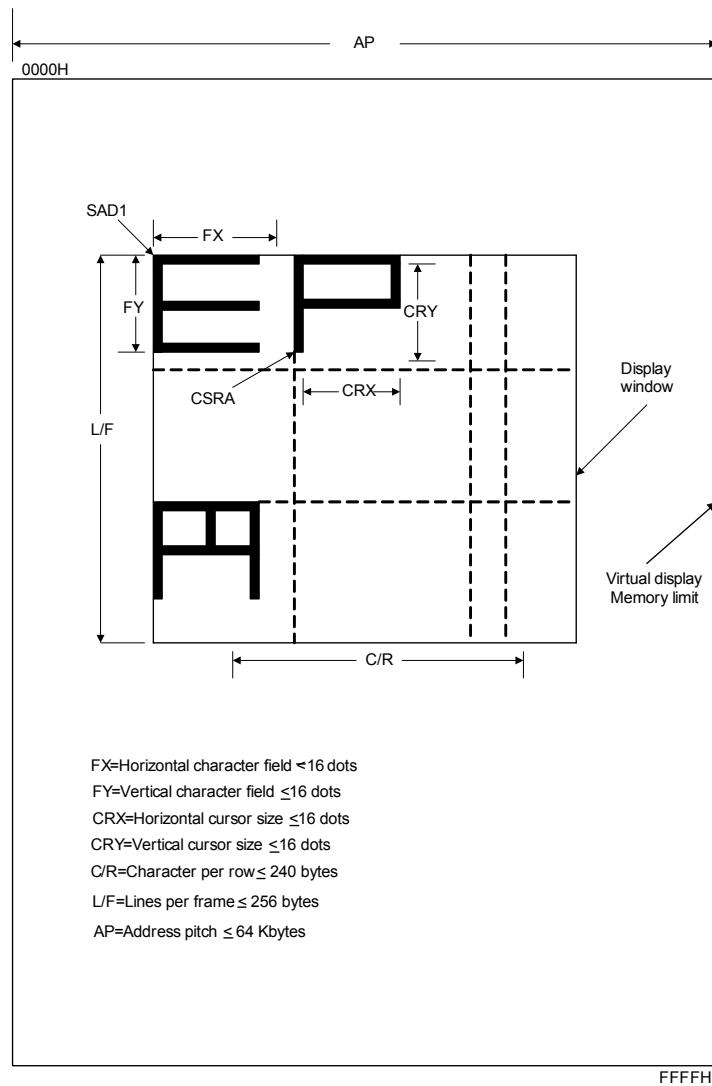 AP
0000H
SAD1
FX
FY
CRY
CSRA
CRX
Display
window
L/F
Virtual display
Memory limit
C/R
FX=Horizontal character field <16 dots
FY=Vertical character field ≤16 dots
CRX=Horizontal cursor size ≤16 dots
CRY=Vertical cursor size ≤16 dots
C/R=Character per row ≤ 240 bytes
L/F=Lines per frame ≤ 256 bytes
AP=Address pitch ≤ 64 Kbytes
FFFFH